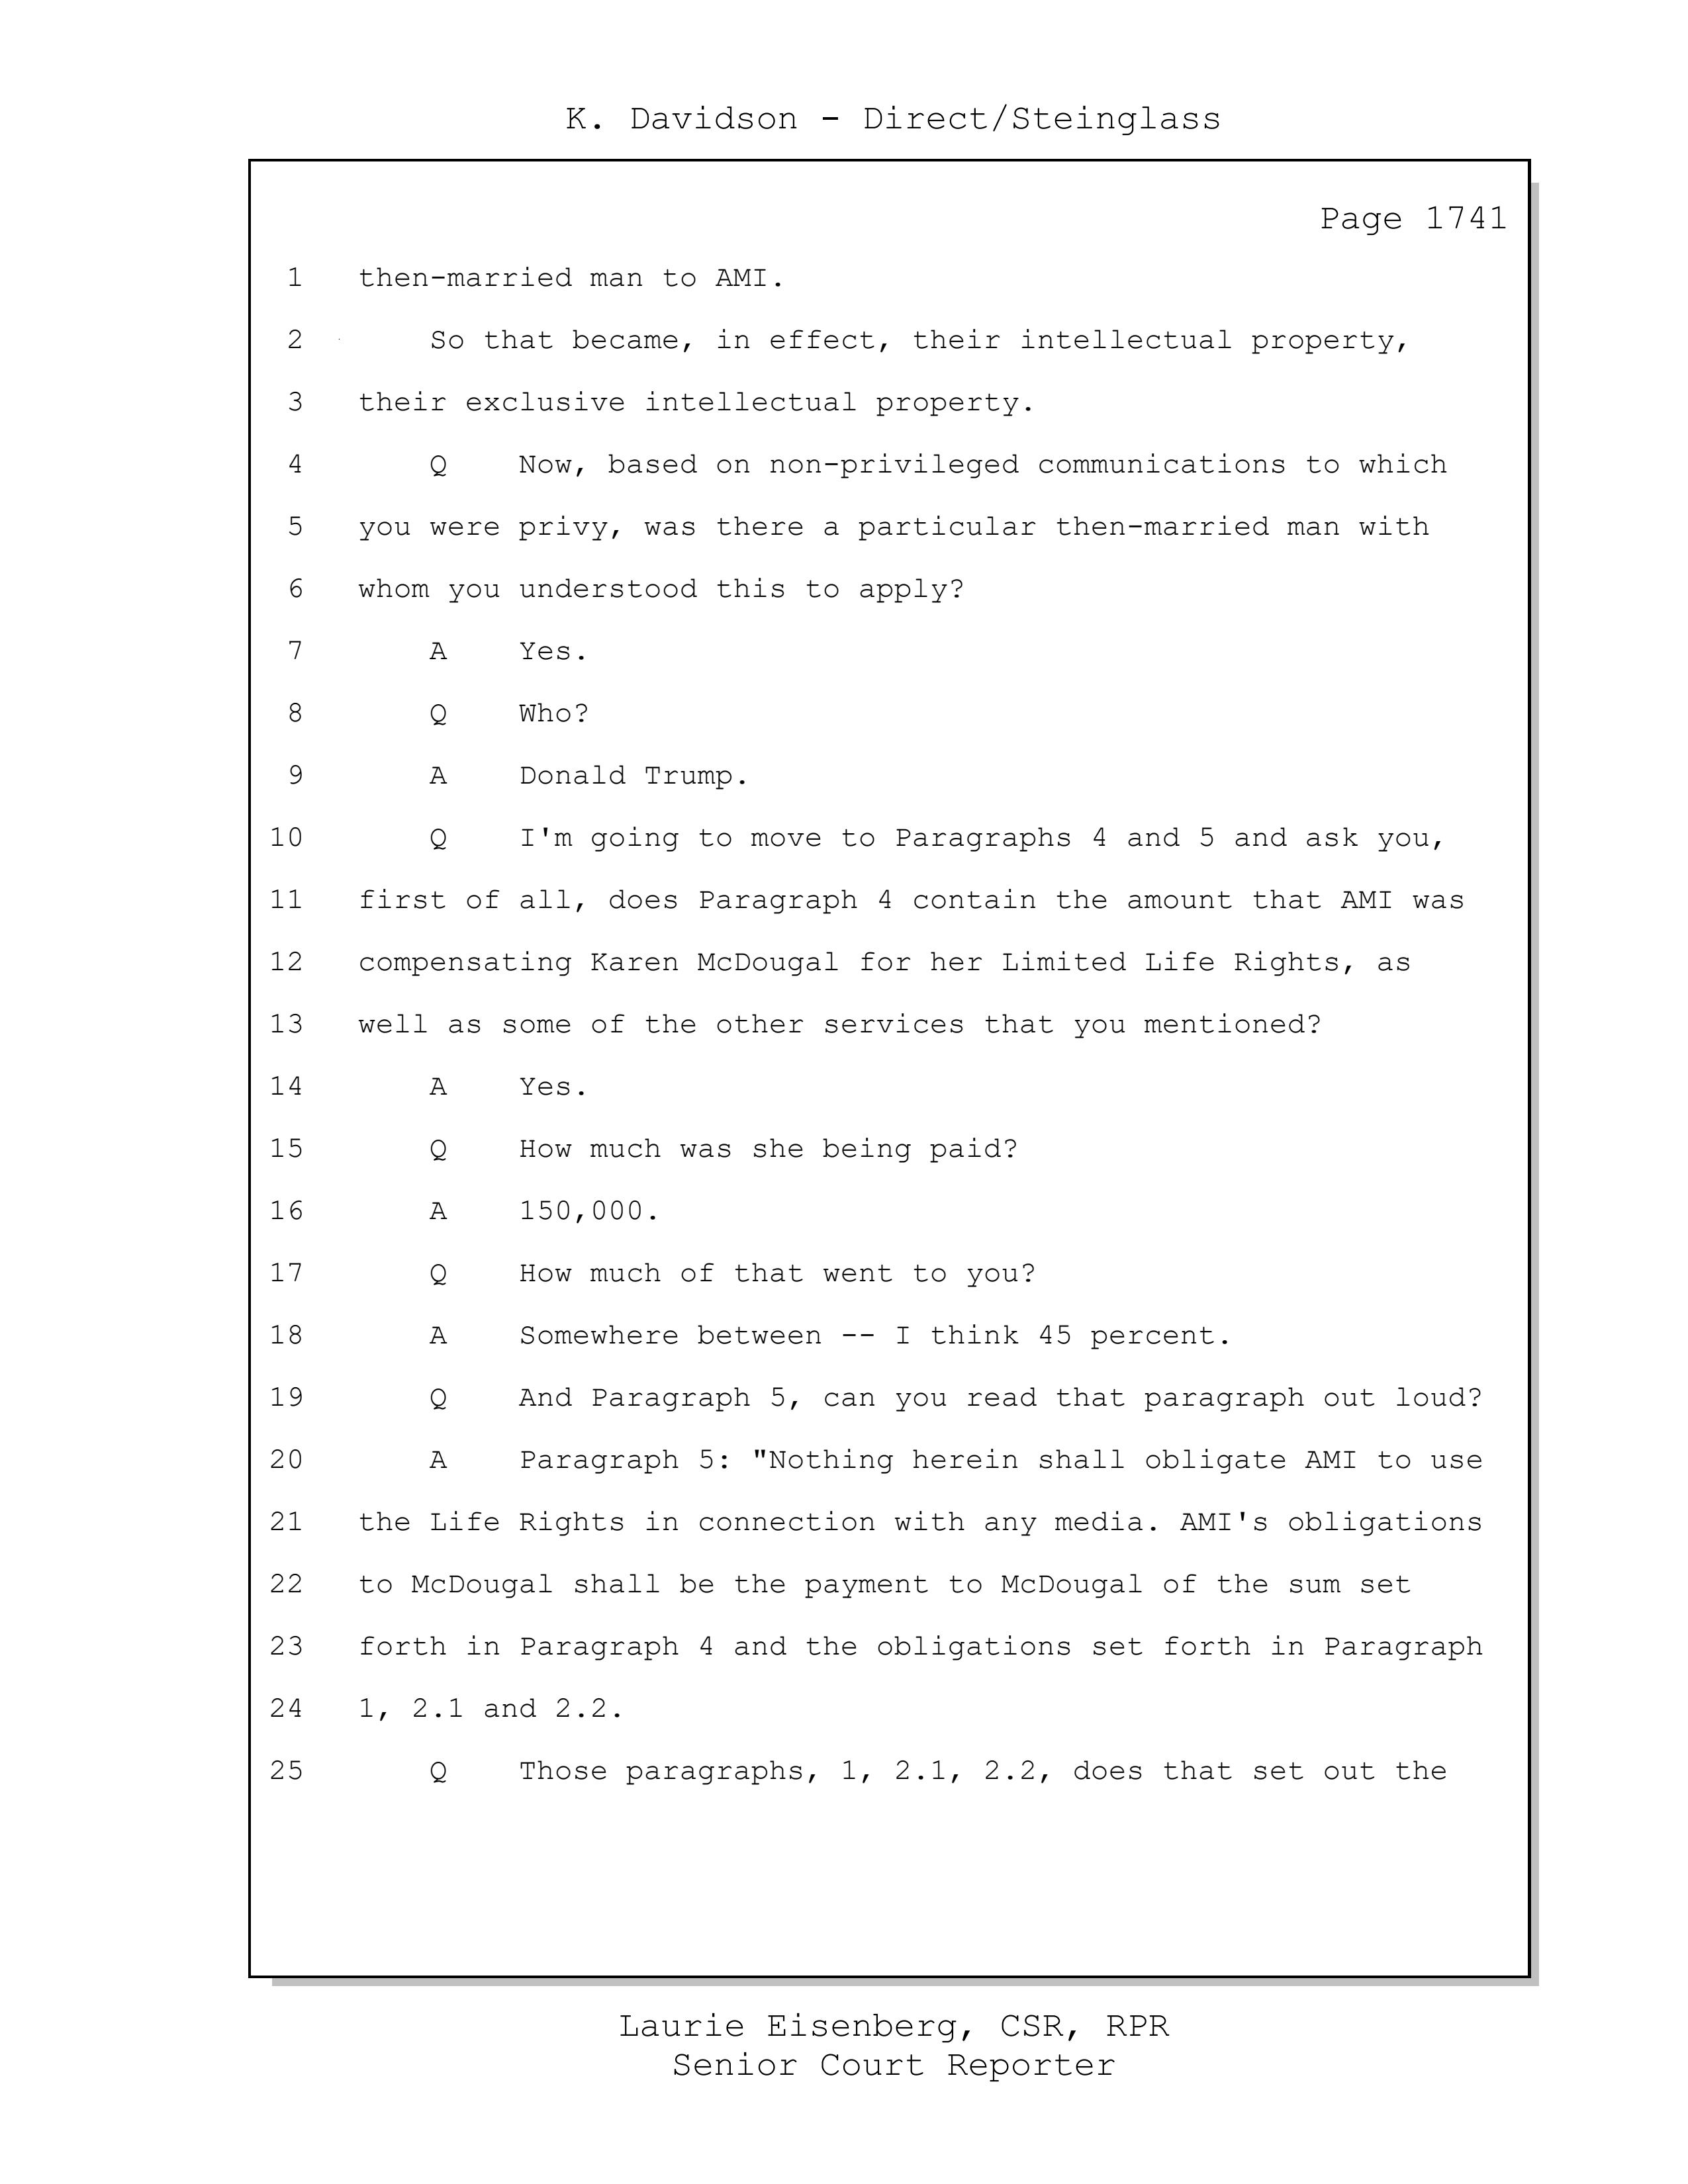 K. Davidson - Direct/Steinglass
Page 1741
1 then-married man to AMI.
2 So that became, in effect, their intellectual property,
3 their exclusive intellectual property.
4 Q Now, based on non-privileged communications to which
5 you were privy, was there a particular then-married man with
6 whom you understood this to apply?
7 A Yes.
8 Q Who?
9 A Donald Trump.
10 Q I'm going to move to Paragraphs 4 and 5 and ask you,
11 first of all, does Paragraph 4 contain the amount that AMI was
12 compensating Karen McDougal for her Limited Life Rights, as
13 well as some of the other services that you mentioned?
14 A Yes.
15 Q How much was she being paid?
16 A 150,000.
17 Q How much of that went to you?
18 A Somewhere between -- I think 45 percent.
19 Q And Paragraph 5, can you read that paragraph out loud?
20 A Paragraph 5: "Nothing herein shall obligate AMI to use
21 the Life Rights in connection with any media. AMI's obligations
22 to McDougal shall be the payment to McDougal of the sum set
23 forth in Paragraph 4 and the obligations set forth in Paragraph
24 1, 2.1 and 2.2.
25 Q Those paragraphs, 1, 2.1, 2.2, does that set out the
Laurie Eisenberg, CSR, RPR
Senior Court Reporter